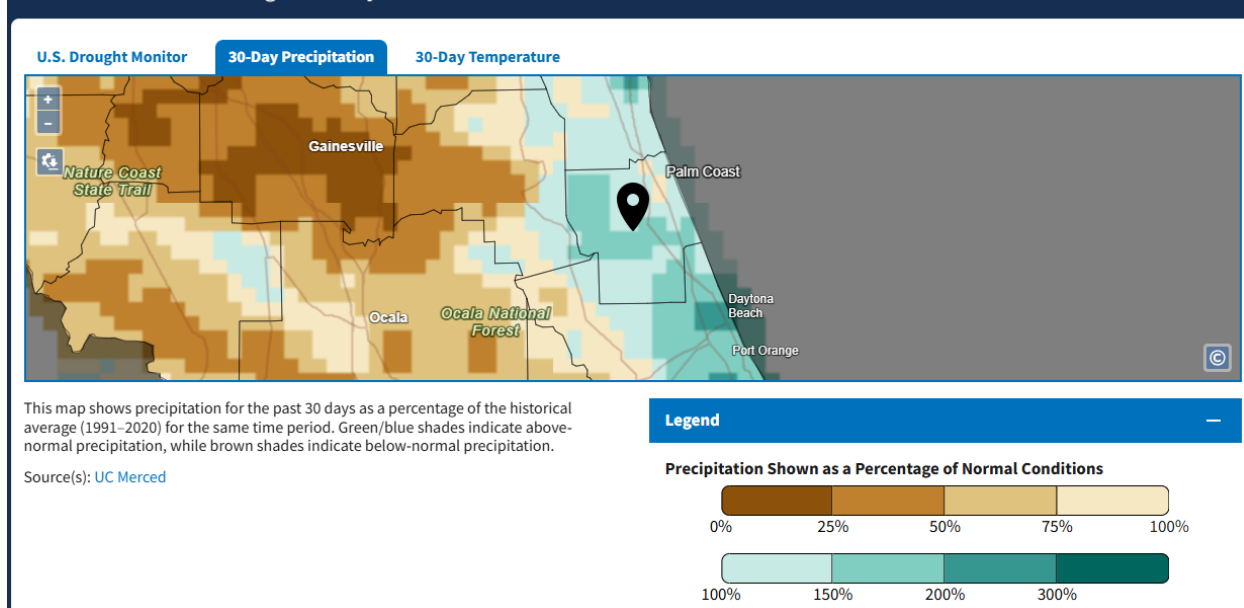 U.S. Drought Monitor
30-Day Precipitation
30-Day Temperature
+
−
Gainesville
Nature Coast
State Trail
Palm Coast
Ocala
Ocala National
Forest
Daytona
Beach
Port Orange
©
This map shows precipitation for the past 30 days as a percentage of the historical
average (1991–2020) for the same time period. Green/blue shades indicate above-
normal precipitation, while brown shades indicate below-normal precipitation.
Source(s): UC Merced
Legend
−
Precipitation Shown as a Percentage of Normal Conditions
0% 25% 50% 75% 100%
100% 150% 200% 300%